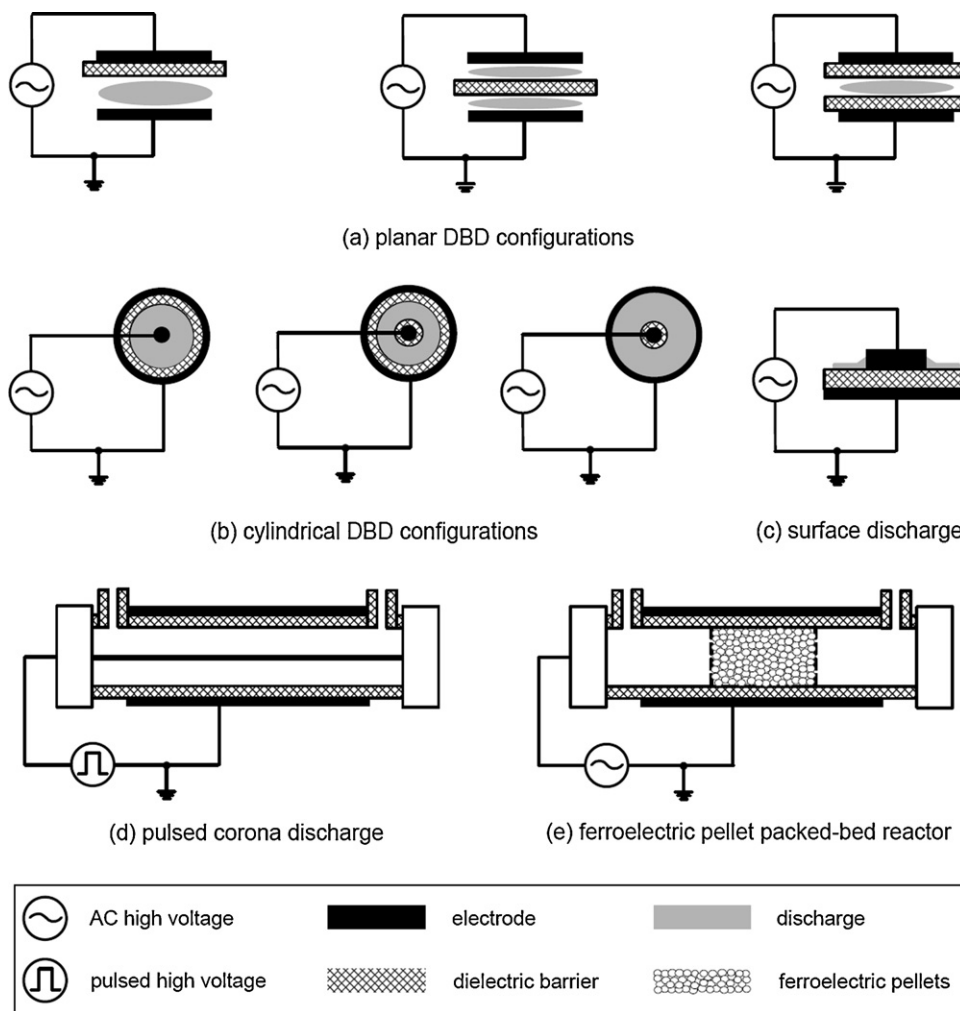 (a) planar DBD configurations
(b) cylindrical DBD configurations
(c) surface discharge
(d) pulsed corona discharge
(e) ferroelectric pellet packed-bed reactor
AC high voltage
electrode
discharge
pulsed high voltage
dielectric barrier
ferroelectric pellets